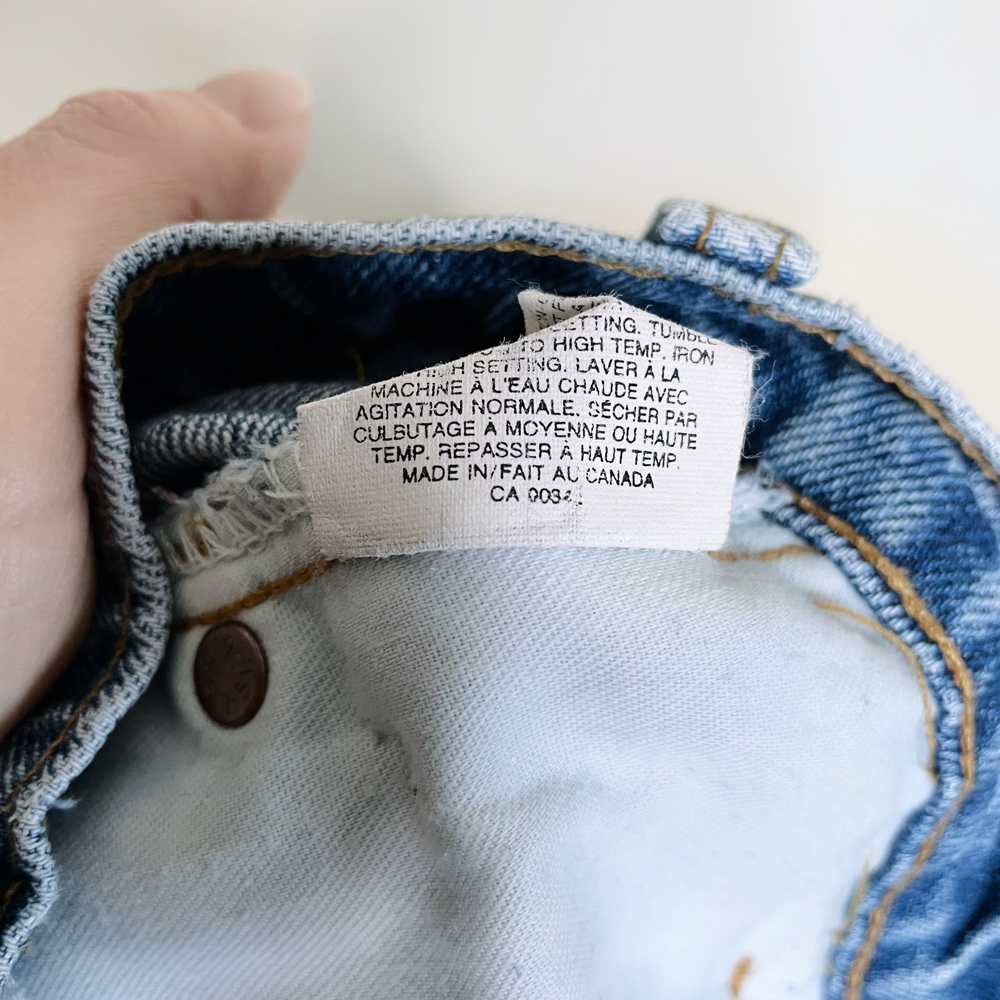 SETTING. TUMBLE
TO HIGH TEMP. IRON
SETTING. LAVER À LA
MACHINE À L'EAU CHAUDE AVEC
AGITATION NORMALE. SÉCHER PAR
CULBUTAGE À MOYENNE OU HAUTE
TEMP. REPASSER À HAUT TEMP.
MADE IN/FAIT AU CANADA
CA